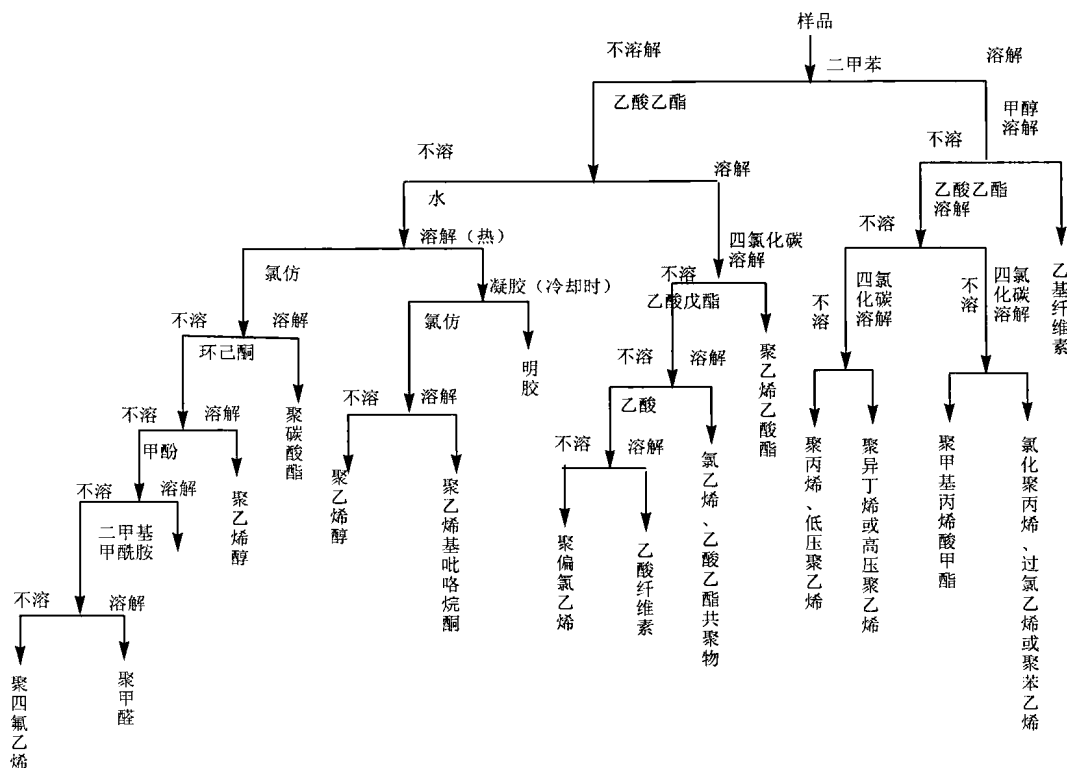 样品
不溶解
二甲苯
溶解
乙酸乙酯
甲醇
溶解
不溶
不溶
溶解
水
乙酸乙酯
溶解
不溶
溶解（热）
四氯化碳
溶解
氯仿
凝胶（冷却时）
不溶
乙酸戊酯
不溶
四氯
化碳
溶解
不溶
四氯
化碳
溶解
乙基纤维素
不溶
溶解
环己酮
氯仿
明胶
不溶
溶解
聚乙烯乙酸酯
不溶
溶解
聚碳酸酯
不溶
溶解
乙酸
甲酚
聚乙烯醇
聚乙烯醇
聚乙烯基吡咯烷酮
不溶
溶解
氯乙烯、乙酸乙酯共聚物
聚丙烯、低压聚乙烯
聚异丁烯或高压聚乙烯
聚甲基丙烯酸甲酯
氯化聚丙烯、过氯乙烯或聚苯乙烯
不溶
溶解
二甲基
甲酰胺
聚偏氯乙烯
乙酸纤维素
不溶
溶解
聚四氟乙烯
聚甲醛